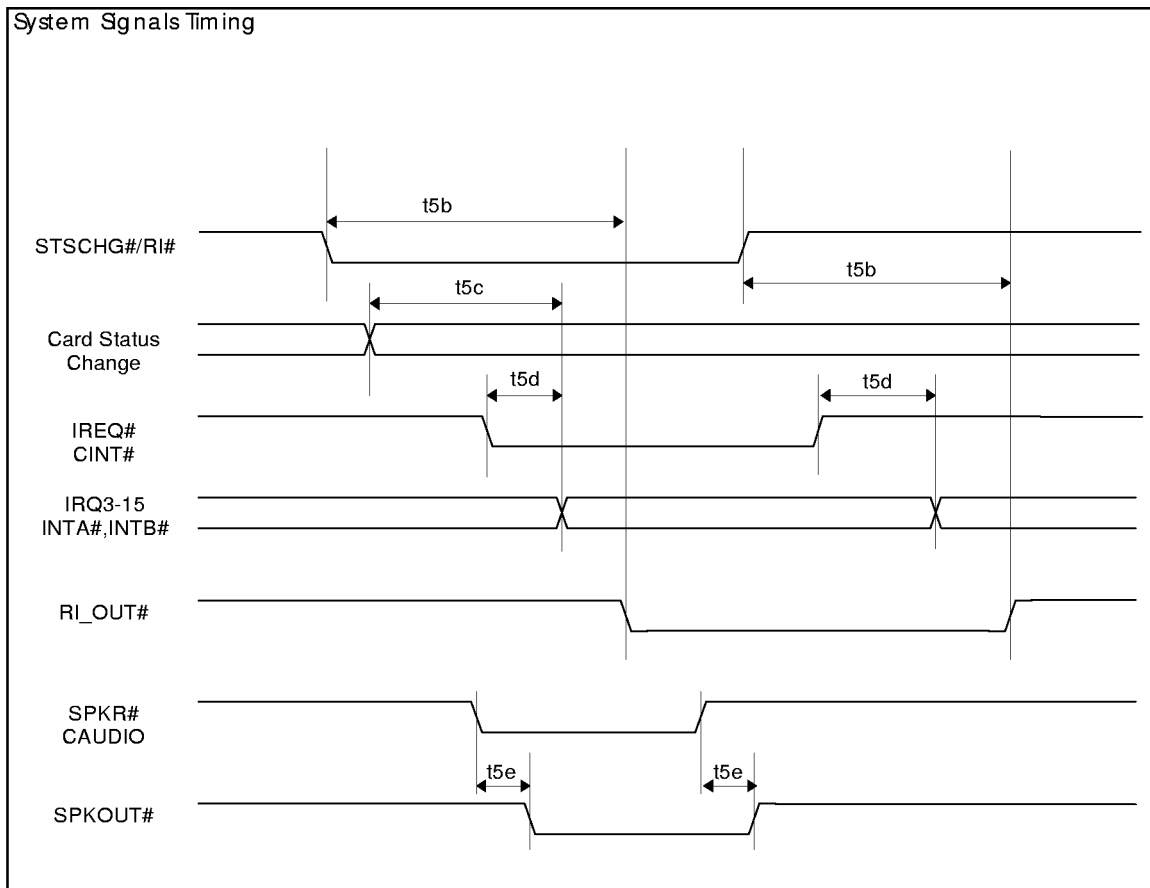 System Signals Timing
t5b
STSCHG#/RI#
t5b
t5c
Card Status
Change
t5d
t5d
IREQ#
CINT#
IRQ3-15
INTA#,INTB#
RI_OUT#
SPKR#
CAUDIO
t5e
t5e
SPKOUT#